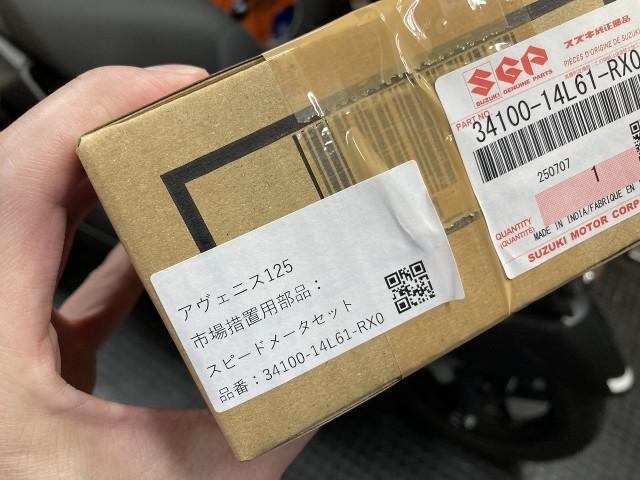 アヴェニス125
市場措置用部品：
スピードメータセット
品番：34100-14L61-RX0
SGP
SUZUKI GENUINE PARTS
スズキ純正部品
PIÈCES D'ORIGINE DE SUZUKI
PART NO.
34100-14L61-RX0
250707
1
QUANTITY
(QUANTITÉ)
MADE IN INDIA/FABRIQUÉ EN
SUZUKI MOTOR CORP